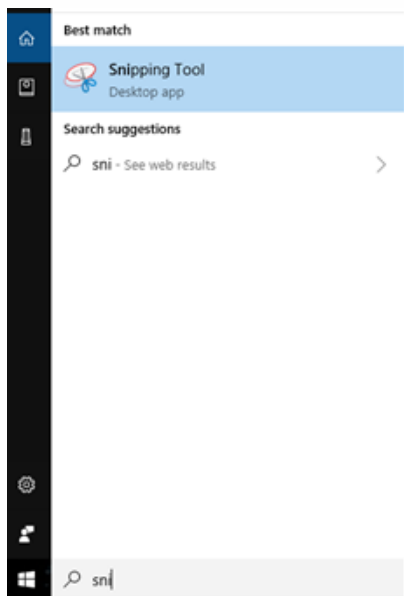 Best match
Snipping Tool
Desktop app
Search suggestions
sni - See web results
sni